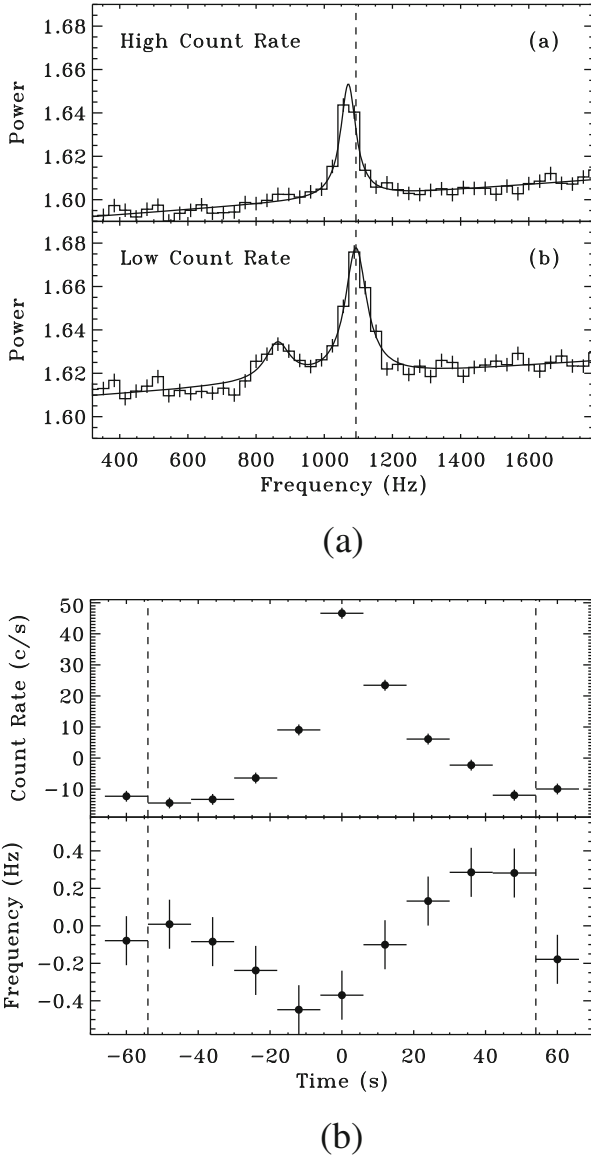 1.68
1.66
1.64
1.62
1.60
Power
High Count Rate
(a)
1.68
1.66
1.64
1.62
1.60
Power
Low Count Rate
(b)
400 600 800 1000 1200 1400 1600
Frequency (Hz)
(a)
50
40
30
20
10
0
−10
Count Rate (c/s)
0.4
0.2
0.0
−0.2
−0.4
Frequency (Hz)
−60 −40 −20 0 20 40 60
Time (s)
(b)